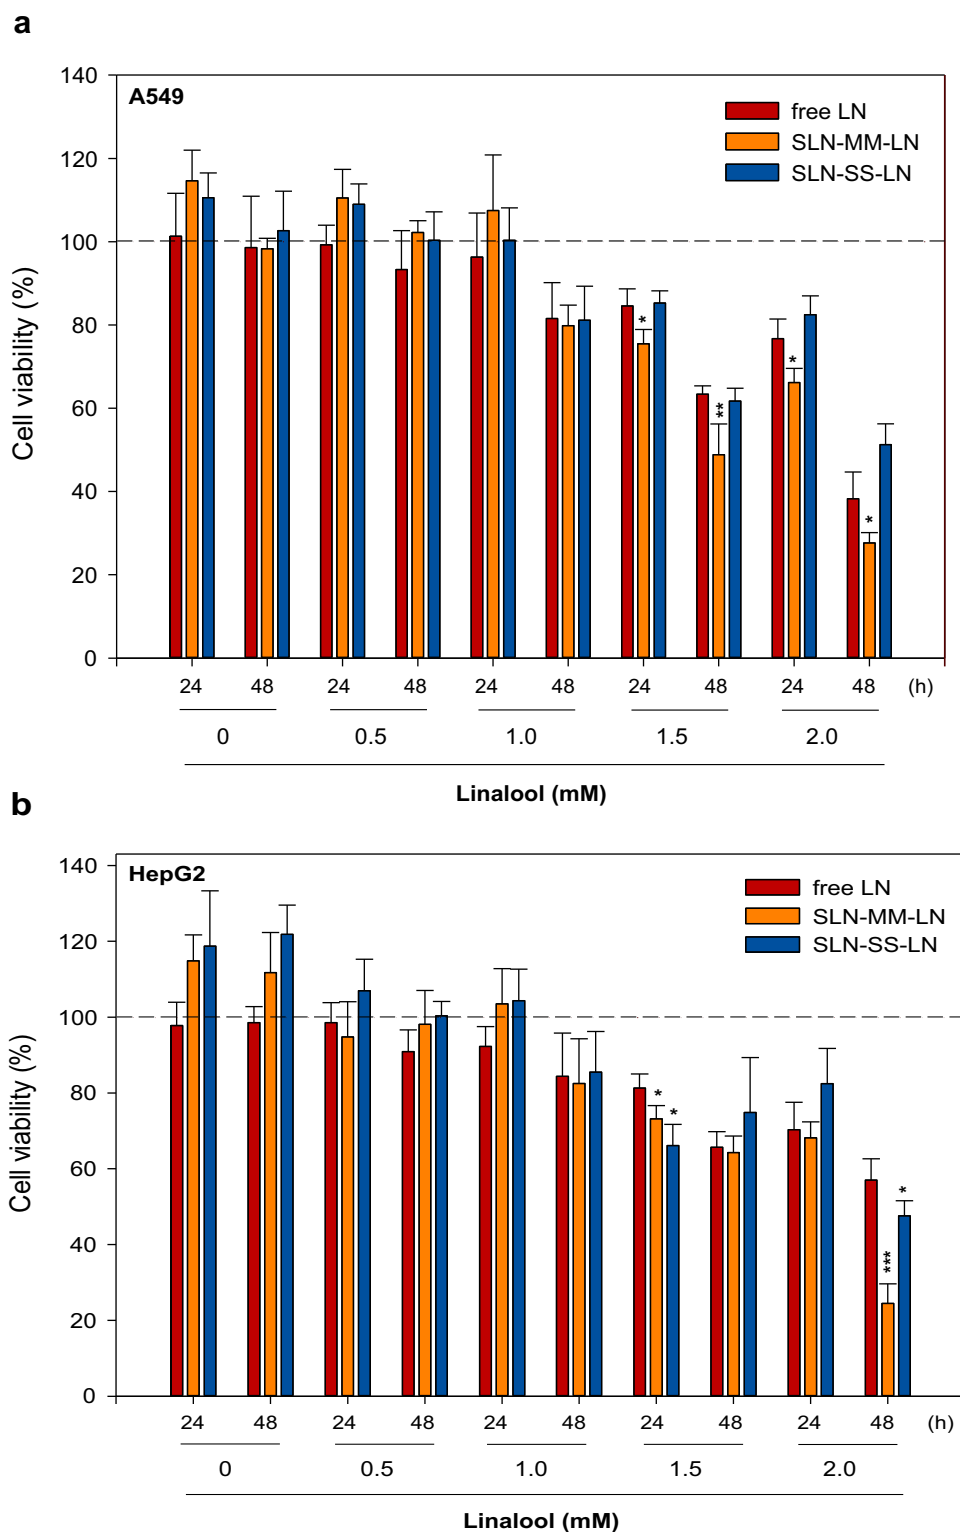 a
A549
free LN
SLN-MM-LN
SLN-SS-LN
Cell viability (%)
140
120
100
80
60
40
20
0
*
**
*
*
24 48 24 48 24 48 24 48 24 48 (h)
0 0.5 1.0 1.5 2.0
Linalool (mM)
b
HepG2
free LN
SLN-MM-LN
SLN-SS-LN
Cell viability (%)
140
120
100
80
60
40
20
0
*
*
***
*
24 48 24 48 24 48 24 48 24 48 (h)
0 0.5 1.0 1.5 2.0
Linalool (mM)